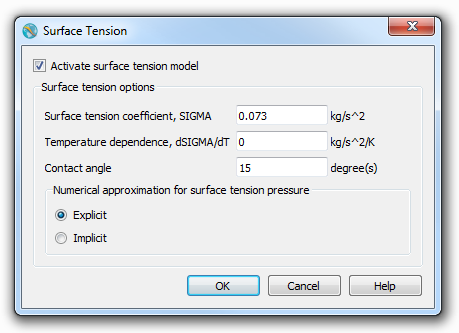 Surface Tension
Activate surface tension model
Surface tension options
Surface tension coefficient, SIGMA 0.073 kg/s^2
Temperature dependence, dSIGMA/dT 0 kg/s^2/K
Contact angle 15 degree(s)
Numerical approximation for surface tension pressure
Explicit
Implicit
OK Cancel Help